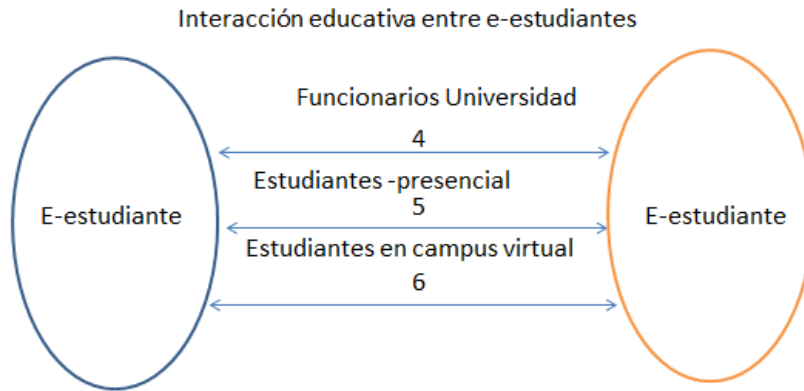 Interacción educativa entre e-estudiantes
Funcionarios Universidad
4
Estudiantes -presencial
5
E-estudiante
E-estudiante
Estudiantes en campus virtual
6